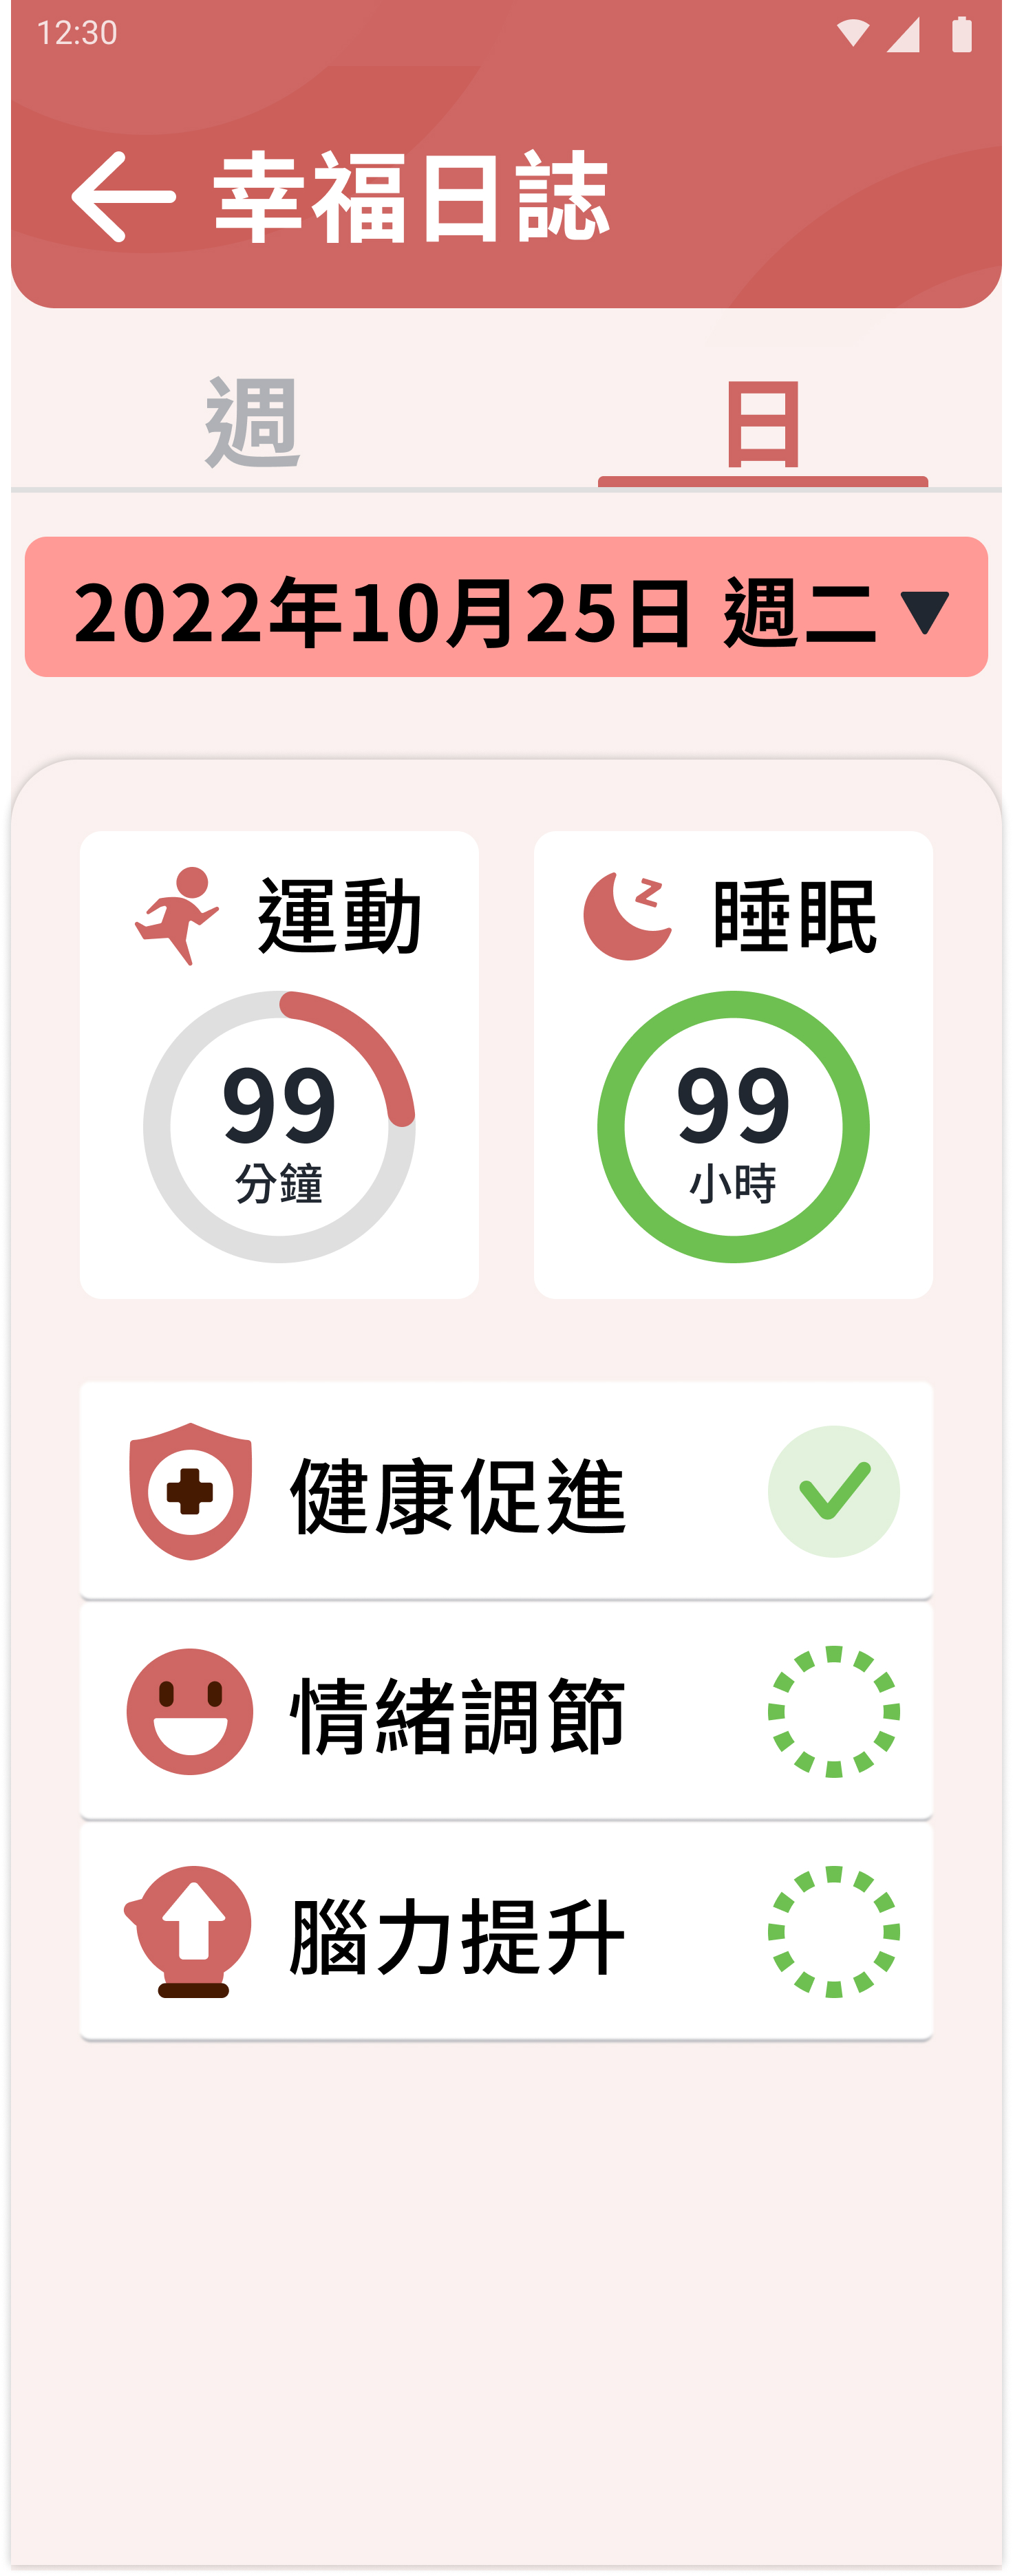 12:30
幸福日誌
週 日
2022年10月25日 週二
運動 睡眠
99 99
分鐘 小時
健康促進
情緒調節
腦力提升